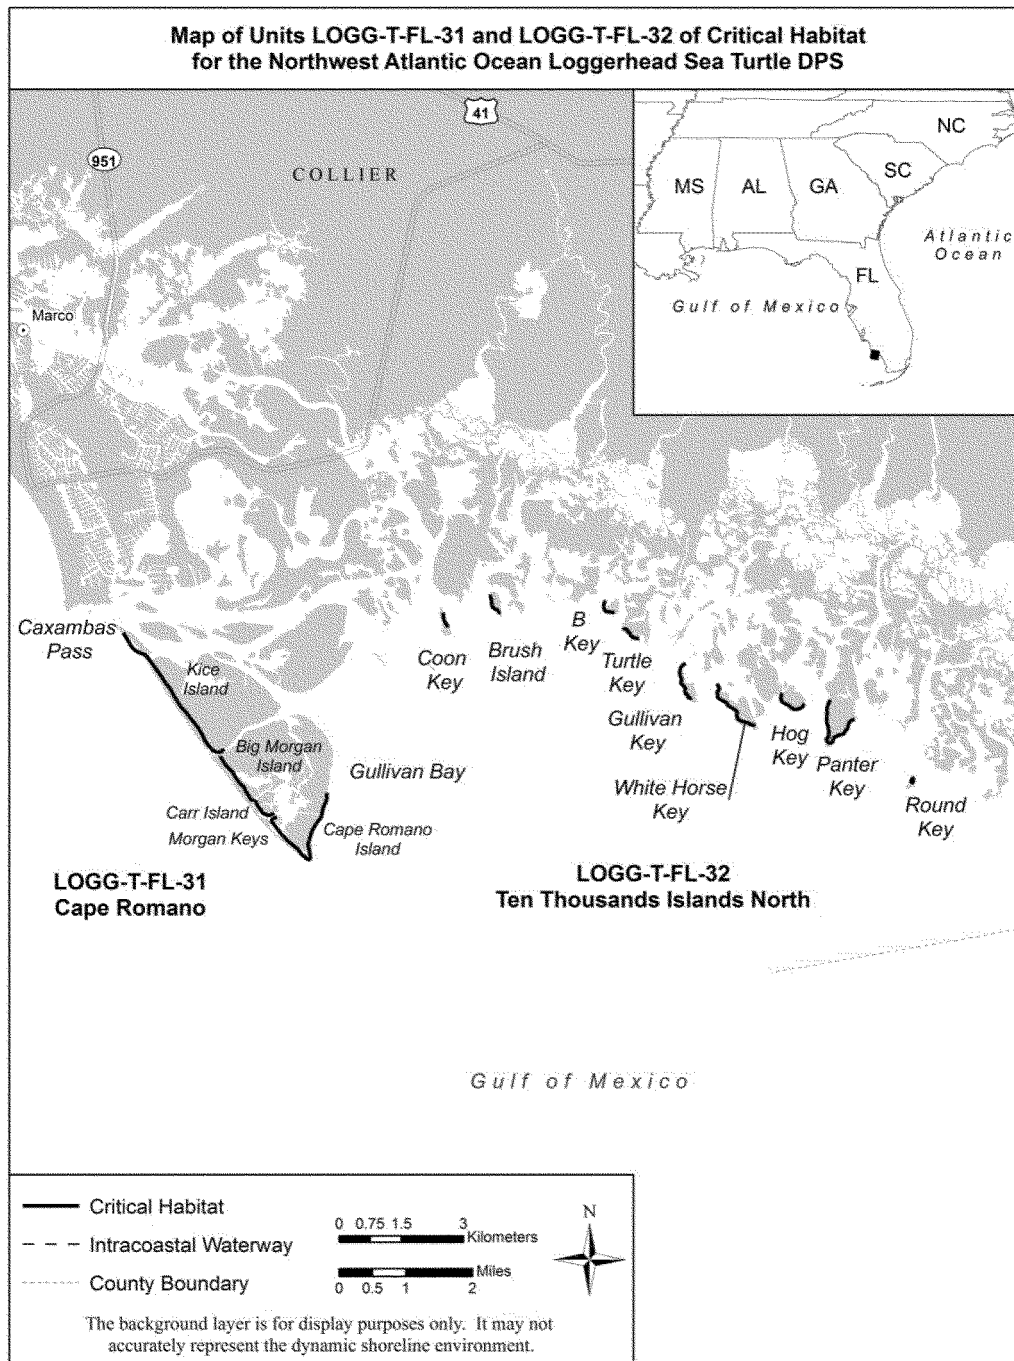 Map of Units LOGG-T-FL-31 and LOGG-T-FL-32 of Critical Habitat
for the Northwest Atlantic Ocean Loggerhead Sea Turtle DPS
41
951
COLLIER
Marco
NC
SC
MS
AL
GA
Atlantic
Ocean
FL
Gulf of Mexico
Caxambas
Pass
Kice
Island
Big Morgan
Island
Carr Island
Morgan Keys
Cape Romano
Island
Gullivan Bay
Coon
Key
Brush
Island
B
Key
Turtle
Key
Gullivan
Key
White Horse
Key
Hog
Key
Panter
Key
Round
Key
LOGG-T-FL-31
Cape Romano
LOGG-T-FL-32
Ten Thousands Islands North
Gulf of Mexico
Critical Habitat
Intracoastal Waterway
County Boundary
0 0.75 1.5 3
Kilometers
Miles
0 0.5 1 2
N
The background layer is for display purposes only. It may not
accurately represent the dynamic shoreline environment.